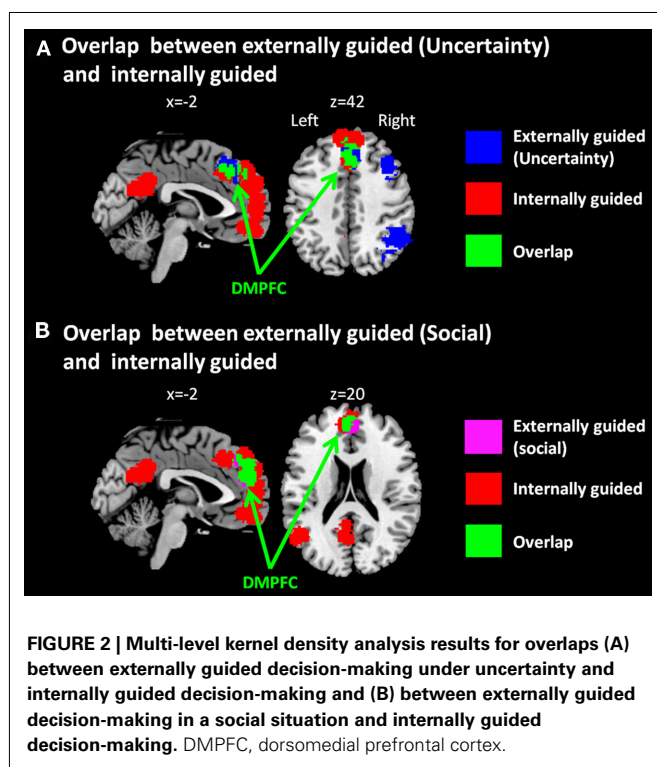 A Overlap between externally guided (Uncertainty)
and internally guided
x=-2
z=42
Left
Right
Externally guided
(Uncertainty)
Internally guided
Overlap
DMPFC
B Overlap between externally guided (Social)
and internally guided
x=-2
z=20
Externally guided
(social)
Internally guided
Overlap
DMPFC
FIGURE 2 | Multi-level kernel density analysis results for overlaps (A)
between externally guided decision-making under uncertainty and
internally guided decision-making and (B) between externally guided
decision-making in a social situation and internally guided
decision-making. DMPFC, dorsomedial prefrontal cortex.